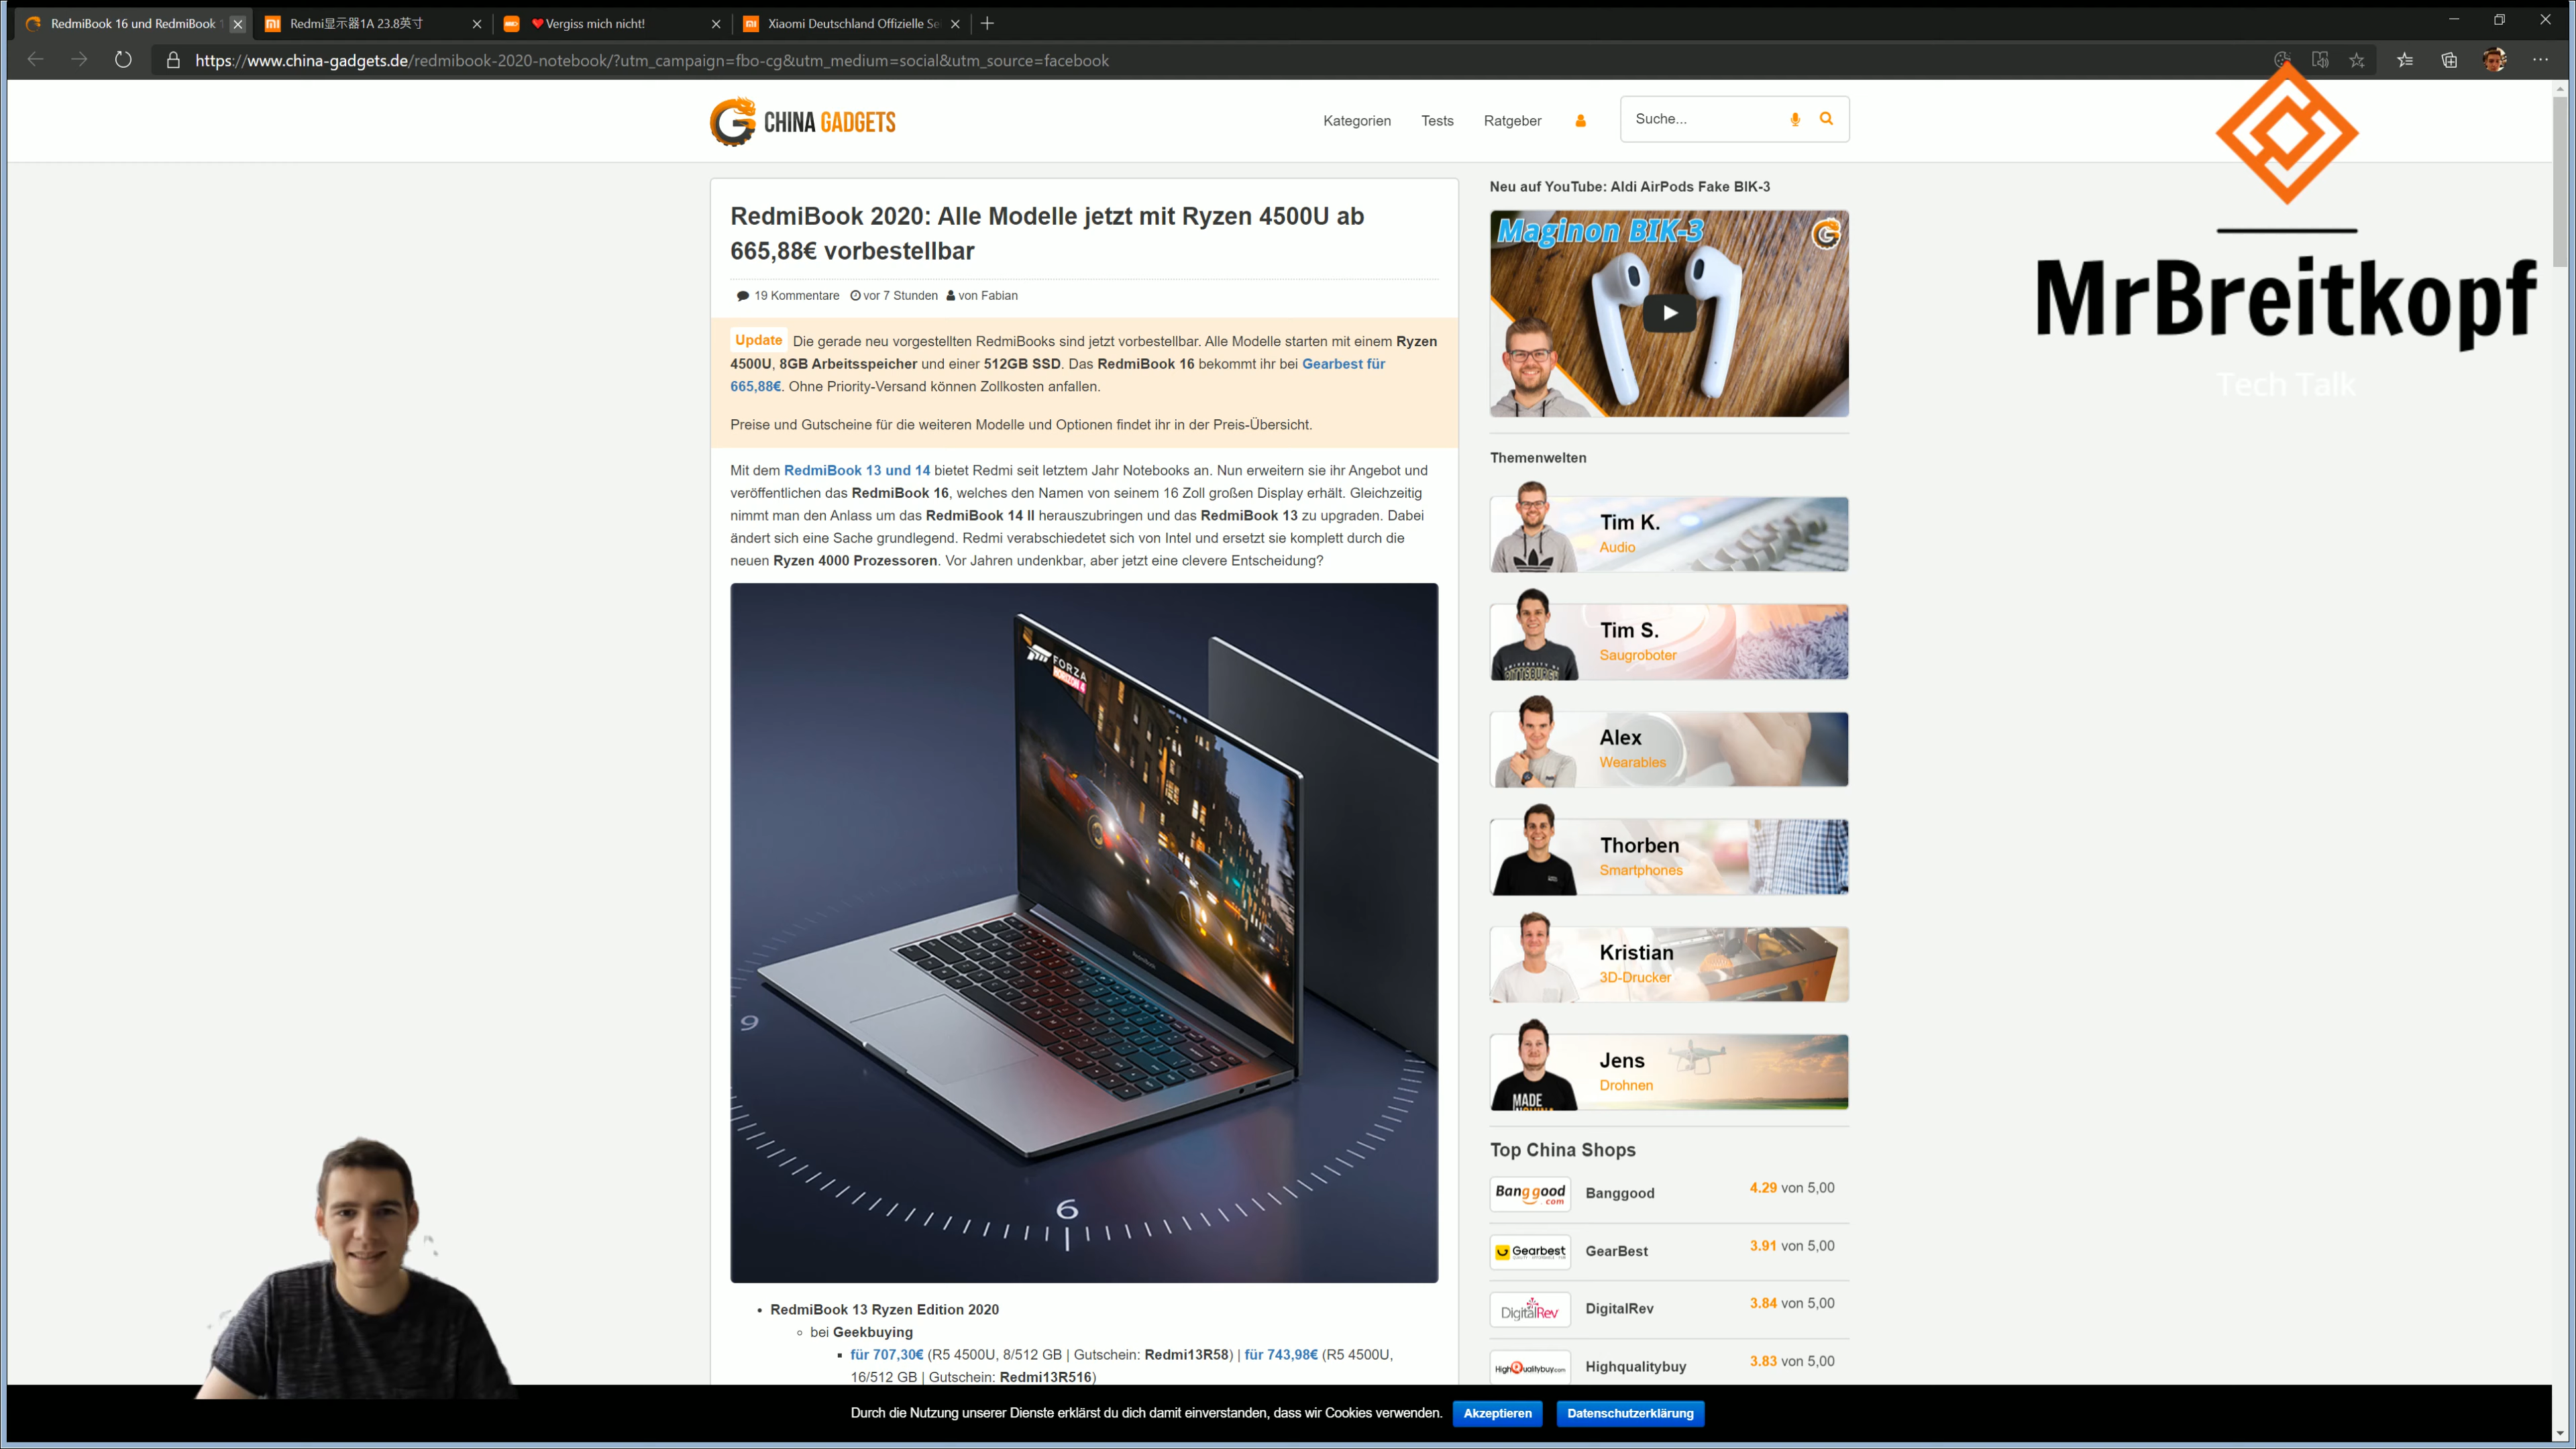 RedmiBook 16 und RedmiBook 1
Redmi显示器1A 23.8英寸
❤Vergiss mich nicht!
Xiaomi Deutschland Offizielle Se
https://www.china-gadgets.de/redmibook-2020-notebook/?utm_campaign=fbo-cg&utm_medium=social&utm_source=facebook
CHINA GADGETS
Kategorien
Tests
Ratgeber
Suche...
MrBreitkopf
Tech Talk
RedmiBook 2020: Alle Modelle jetzt mit Ryzen 4500U ab
665,88€ vorbestellbar
19 Kommentare vor 7 Stunden von Fabian
Update Die gerade neu vorgestellten RedmiBooks sind jetzt vorbestellbar. Alle Modelle starten mit einem Ryzen
4500U, 8GB Arbeitsspeicher und einer 512GB SSD. Das RedmiBook 16 bekommt ihr bei Gearbest für
665,88€. Ohne Priority-Versand können Zollkosten anfallen.
Preise und Gutscheine für die weiteren Modelle und Optionen findet ihr in der Preis-Übersicht.
Mit dem RedmiBook 13 und 14 bietet Redmi seit letztem Jahr Notebooks an. Nun erweitern sie ihr Angebot und
veröffentlichen das RedmiBook 16, welches den Namen von seinem 16 Zoll großen Display erhält. Gleichzeitig
nimmt man den Anlass um das RedmiBook 14 II herauszubringen und das RedmiBook 13 zu upgraden. Dabei
ändert sich eine Sache grundlegend. Redmi verabschiedetet sich von Intel und ersetzt sie komplett durch die
neuen Ryzen 4000 Prozessoren. Vor Jahren undenkbar, aber jetzt eine clevere Entscheidung?
FORZA
HORIZON 4
RedmiBook
9
6
• RedmiBook 13 Ryzen Edition 2020
◦ bei Geekbuying
▪ für 707,30€ (R5 4500U, 8/512 GB | Gutschein: Redmi13R58) | für 743,98€ (R5 4500U,
16/512 GB | Gutschein: Redmi13R516)
Neu auf YouTube: Aldi AirPods Fake BIK-3
Maginon BIK-3
Themenwelten
Tim K.
Audio
Tim S.
Saugroboter
PITTSBURGH
Alex
Wearables
Thorben
Smartphones
Kristian
3D-Drucker
Jens
Drohnen
MADE
Top China Shops
Banggood.com
Banggood
4.29 von 5,00
Gearbest
GearBest
3.91 von 5,00
DigitalRev
DigitalRev
3.84 von 5,00
HighQualitybuy.com
Highqualitybuy
3.83 von 5,00
Durch die Nutzung unserer Dienste erklärst du dich damit einverstanden, dass wir Cookies verwenden.
Akzeptieren
Datenschutzerklärung